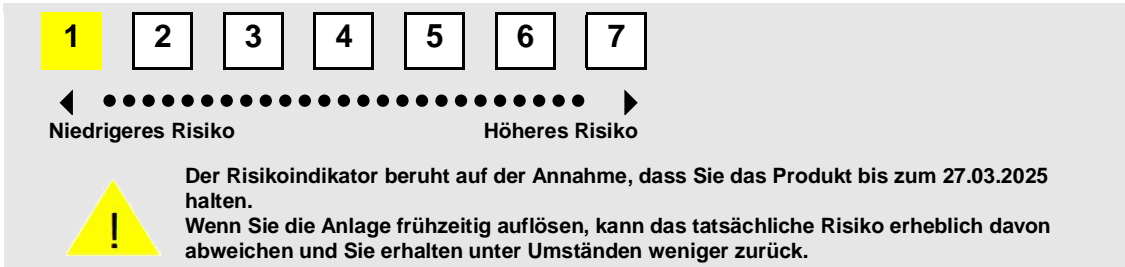 1 2 3 4 5 6 7
Niedrigeres Risiko Höheres Risiko
Der Risikoindikator beruht auf der Annahme, dass Sie das Produkt bis zum 27.03.2025
halten.
Wenn Sie die Anlage frühzeitig auflösen, kann das tatsächliche Risiko erheblich davon
abweichen und Sie erhalten unter Umständen weniger zurück.
!